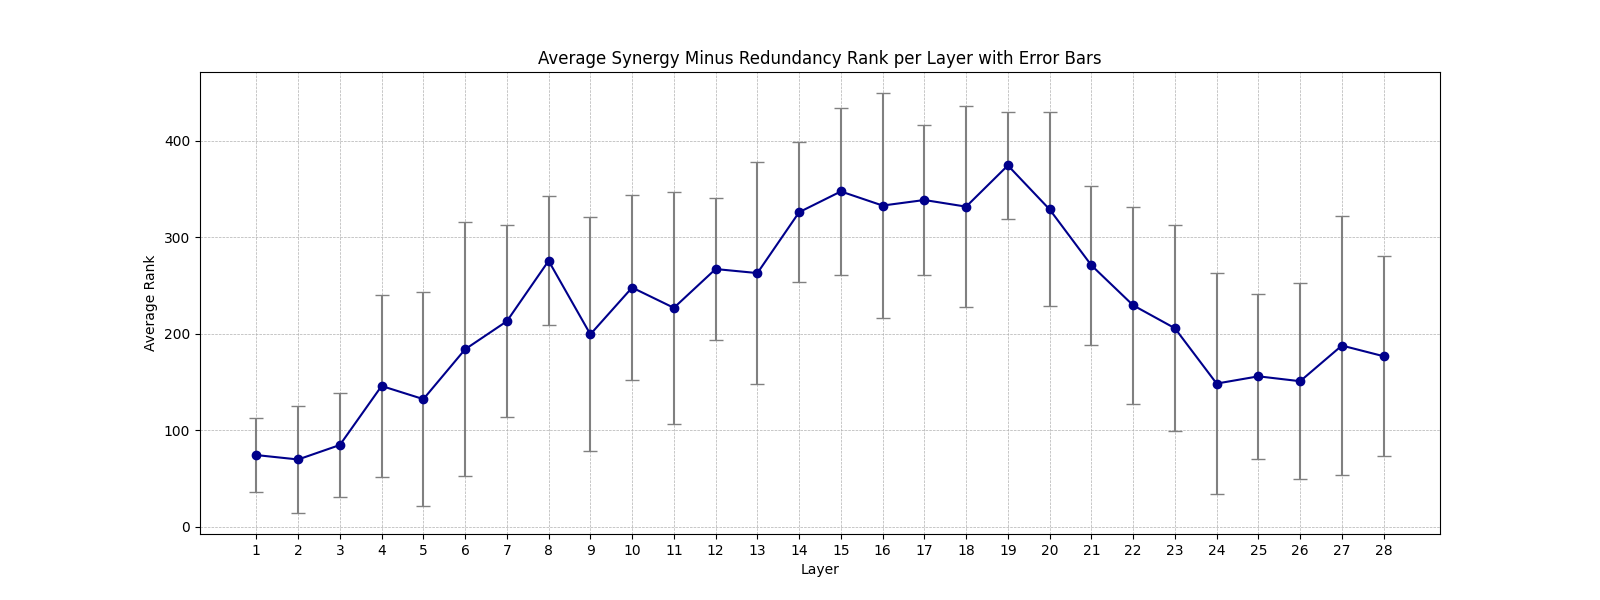 Average Synergy Minus Redundancy Rank per Layer with Error Bars
Average Rank
400
300
200
100
0
1 2 3 4 5 6 7 8 9 10 11 12 13 14 15 16 17 18 19 20 21 22 23 24 25 26 27 28
Layer